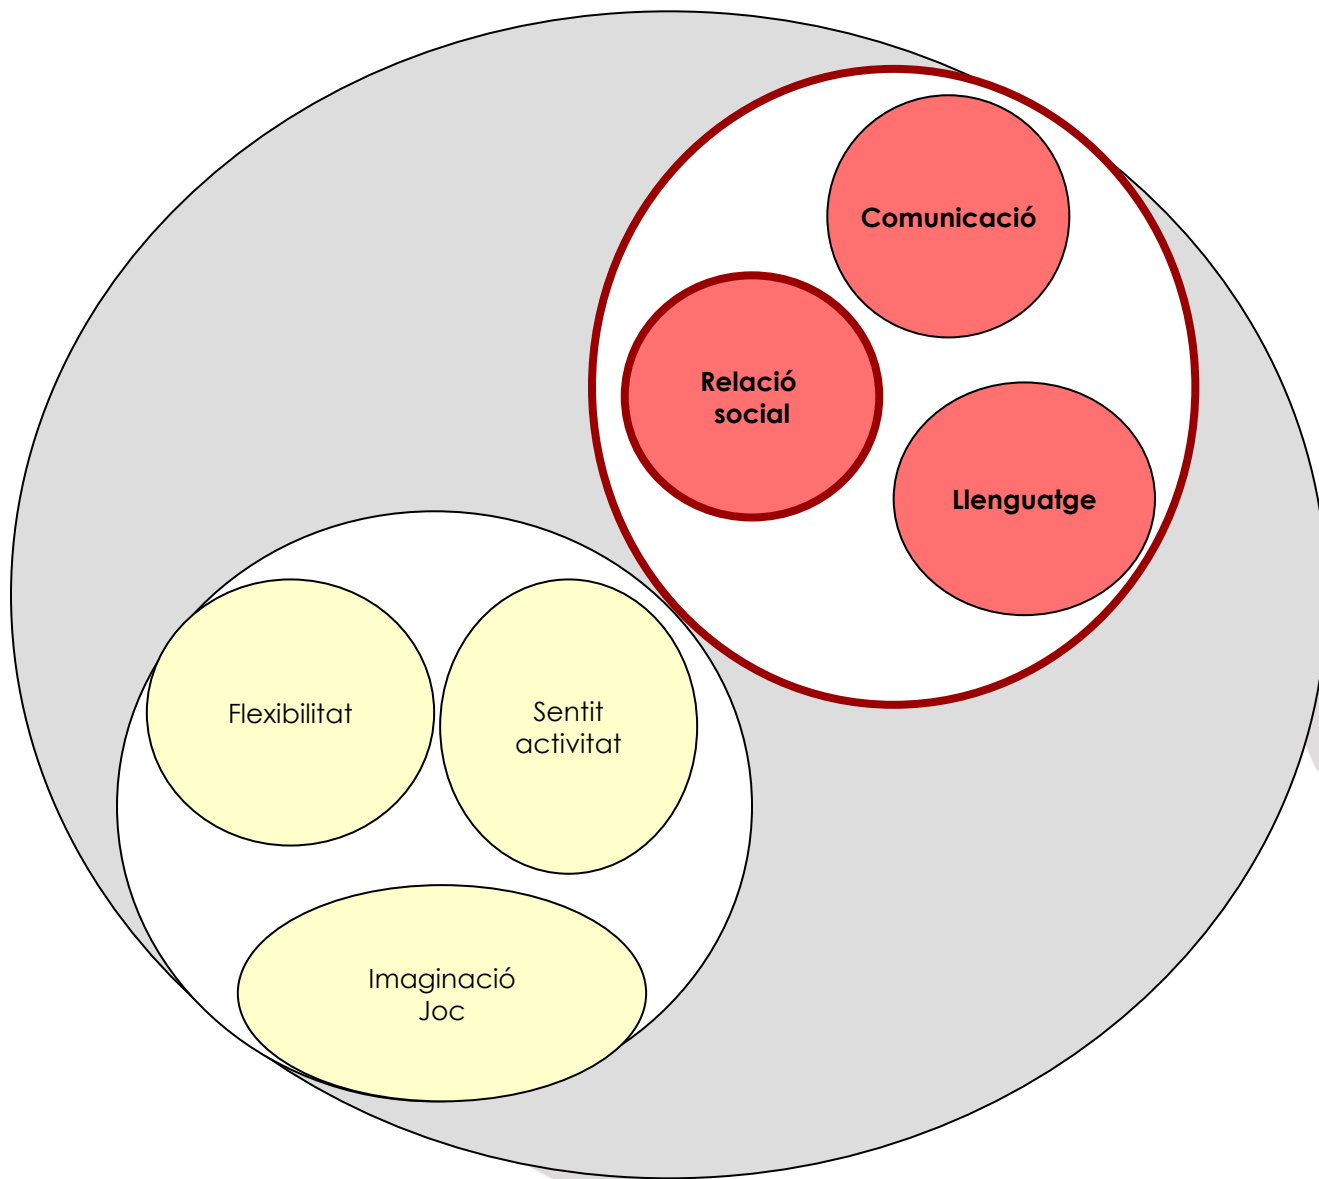 Comunicació
Relació
social
Llenguatge
Flexibilitat
Sentit
activitat
Imaginació
Joc